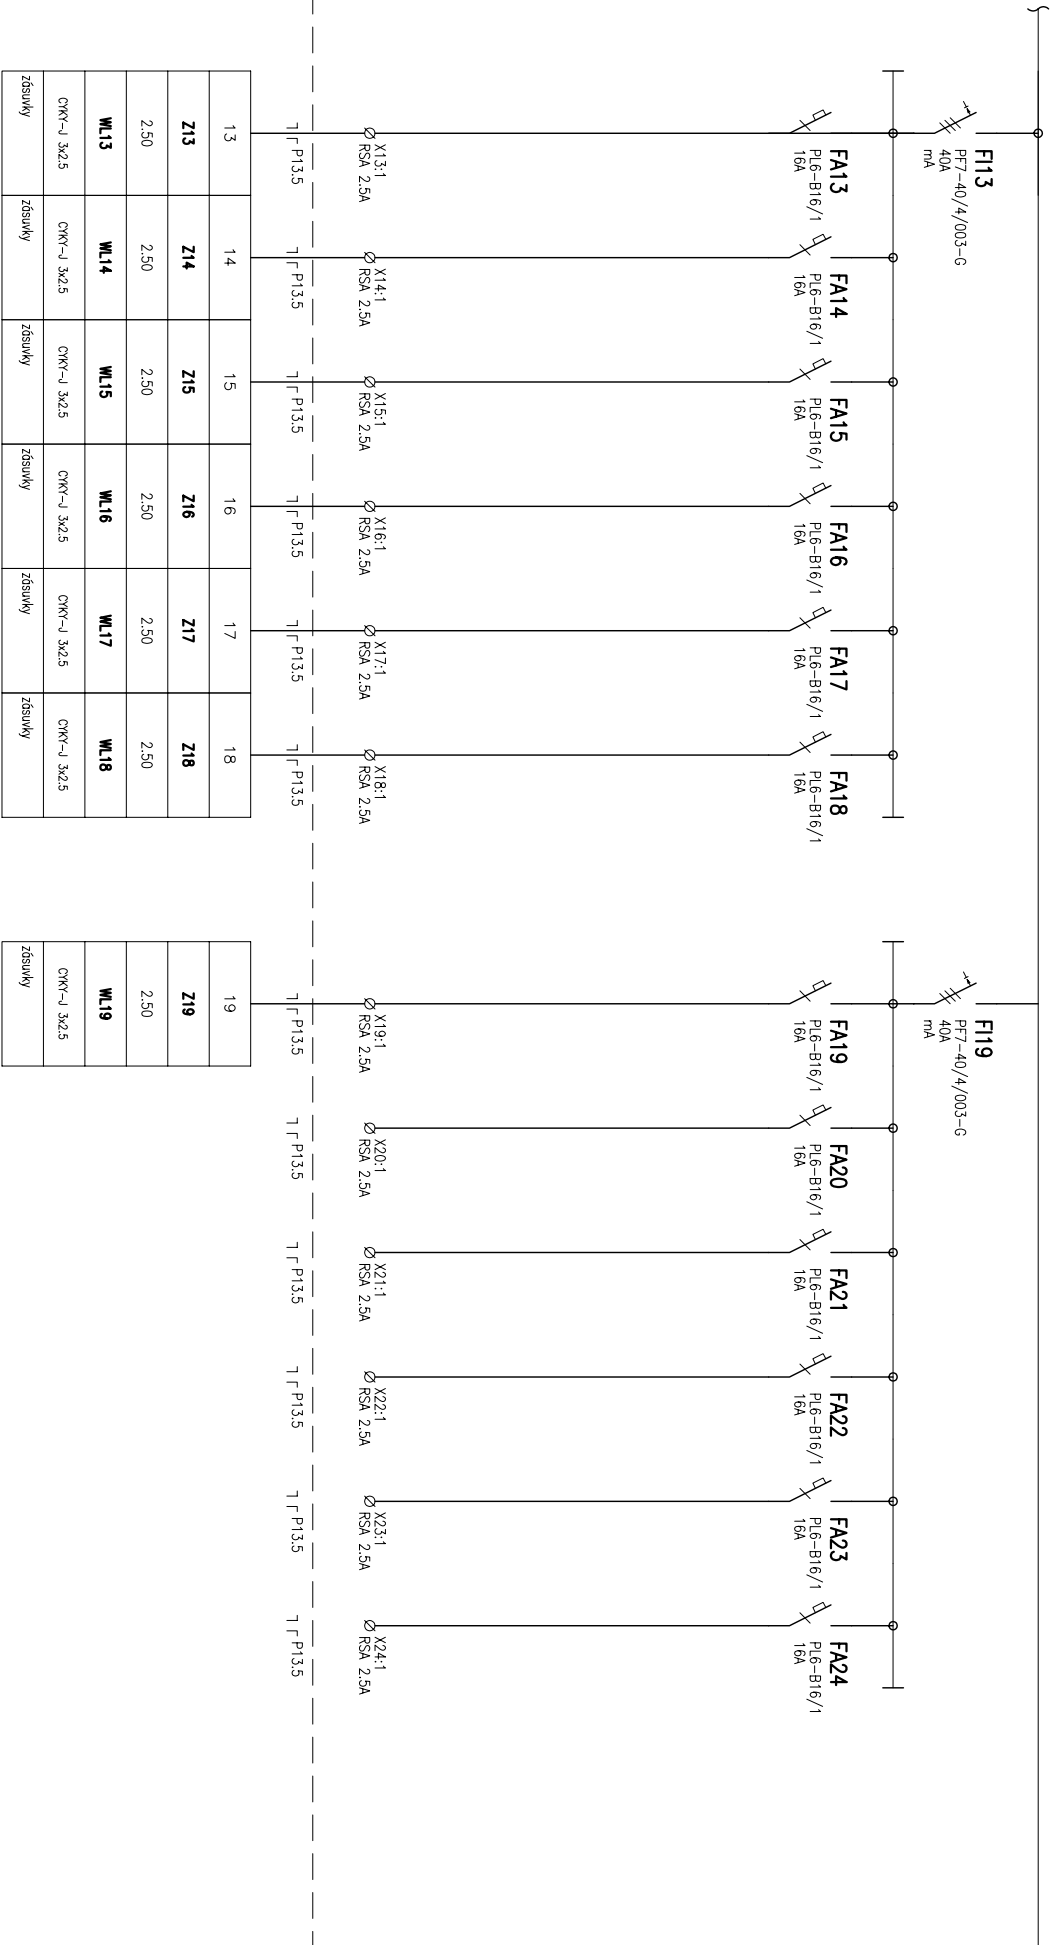 FI13
PF7-40/4/003-G
40A
mA
FI19
PF7-40/4/003-G
40A
mA
FA13
PL6-B16/1
16A
FA14
PL6-B16/1
16A
FA15
PL6-B16/1
16A
FA16
PL6-B16/1
16A
FA17
PL6-B16/1
16A
FA18
PL6-B16/1
16A
FA19
PL6-B16/1
16A
FA20
PL6-B16/1
16A
FA21
PL6-B16/1
16A
FA22
PL6-B16/1
16A
FA23
PL6-B16/1
16A
FA24
PL6-B16/1
16A
X13:1
RSA 2.5A
X14:1
RSA 2.5A
X15:1
RSA 2.5A
X16:1
RSA 2.5A
X17:1
RSA 2.5A
X18:1
RSA 2.5A
X19:1
RSA 2.5A
X20:1
RSA 2.5A
X21:1
RSA 2.5A
X22:1
RSA 2.5A
X23:1
RSA 2.5A
X24:1
RSA 2.5A
P13.5
P13.5
P13.5
P13.5
P13.5
P13.5
P13.5
P13.5
P13.5
P13.5
P13.5
P13.5
13 14 15 16 17 18 19
Z13 Z14 Z15 Z16 Z17 Z18 Z19
2.50 2.50 2.50 2.50 2.50 2.50 2.50
WL13 WL14 WL15 WL16 WL17 WL18 WL19
CYKY-J 3x2.5 CYKY-J 3x2.5 CYKY-J 3x2.5 CYKY-J 3x2.5 CYKY-J 3x2.5 CYKY-J 3x2.5 CYKY-J 3x2.5
zásuvky zásuvky zásuvky zásuvky zásuvky zásuvky zásuvky